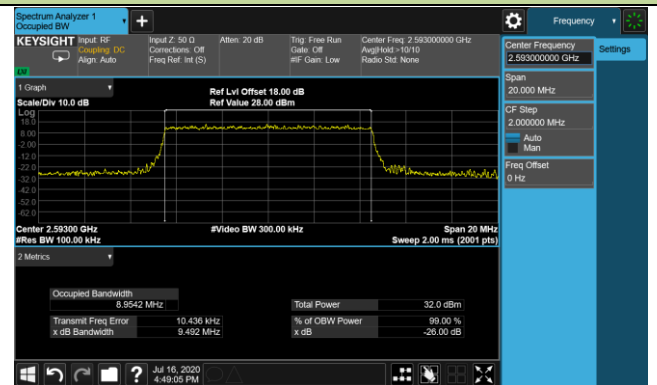 Spectrum Analyzer 1
Occupied BW
+
Frequency
KEYSIGHT
Input: RF
Coupling: DC
Align: Auto
Input Z: 50 Ω
Corrections: Off
Freq Ref: Int (S)
Atten: 20 dB
Trig: Free Run
Gate: Off
#IF Gain: Low
Center Freq: 2.593000000 GHz
Avg|Hold:>10/10
Radio Std: None
Center Frequency
2.593000000 GHz
Settings
Span
20.000 MHz
CF Step
2.000000 MHz
Auto
Man
Freq Offset
0 Hz
1 Graph
Scale/Div 10.0 dB
Ref Lvl Offset 18.00 dB
Ref Value 28.00 dBm
Log
18.0
8.00
-2.00
-12.0
-22.0
-32.0
-42.0
-52.0
-62.0
Center 2.59300 GHz
#Video BW 300.00 kHz
Span 20 MHz
#Res BW 100.00 kHz
Sweep 2.00 ms (2001 pts)
2 Metrics
Occupied Bandwidth
8.9542 MHz
Total Power
32.0 dBm
Transmit Freq Error
10.436 kHz
% of OBW Power
99.00 %
x dB Bandwidth
9.492 MHz
x dB
-26.00 dB
?
Jul 16, 2020
4:49:05 PM